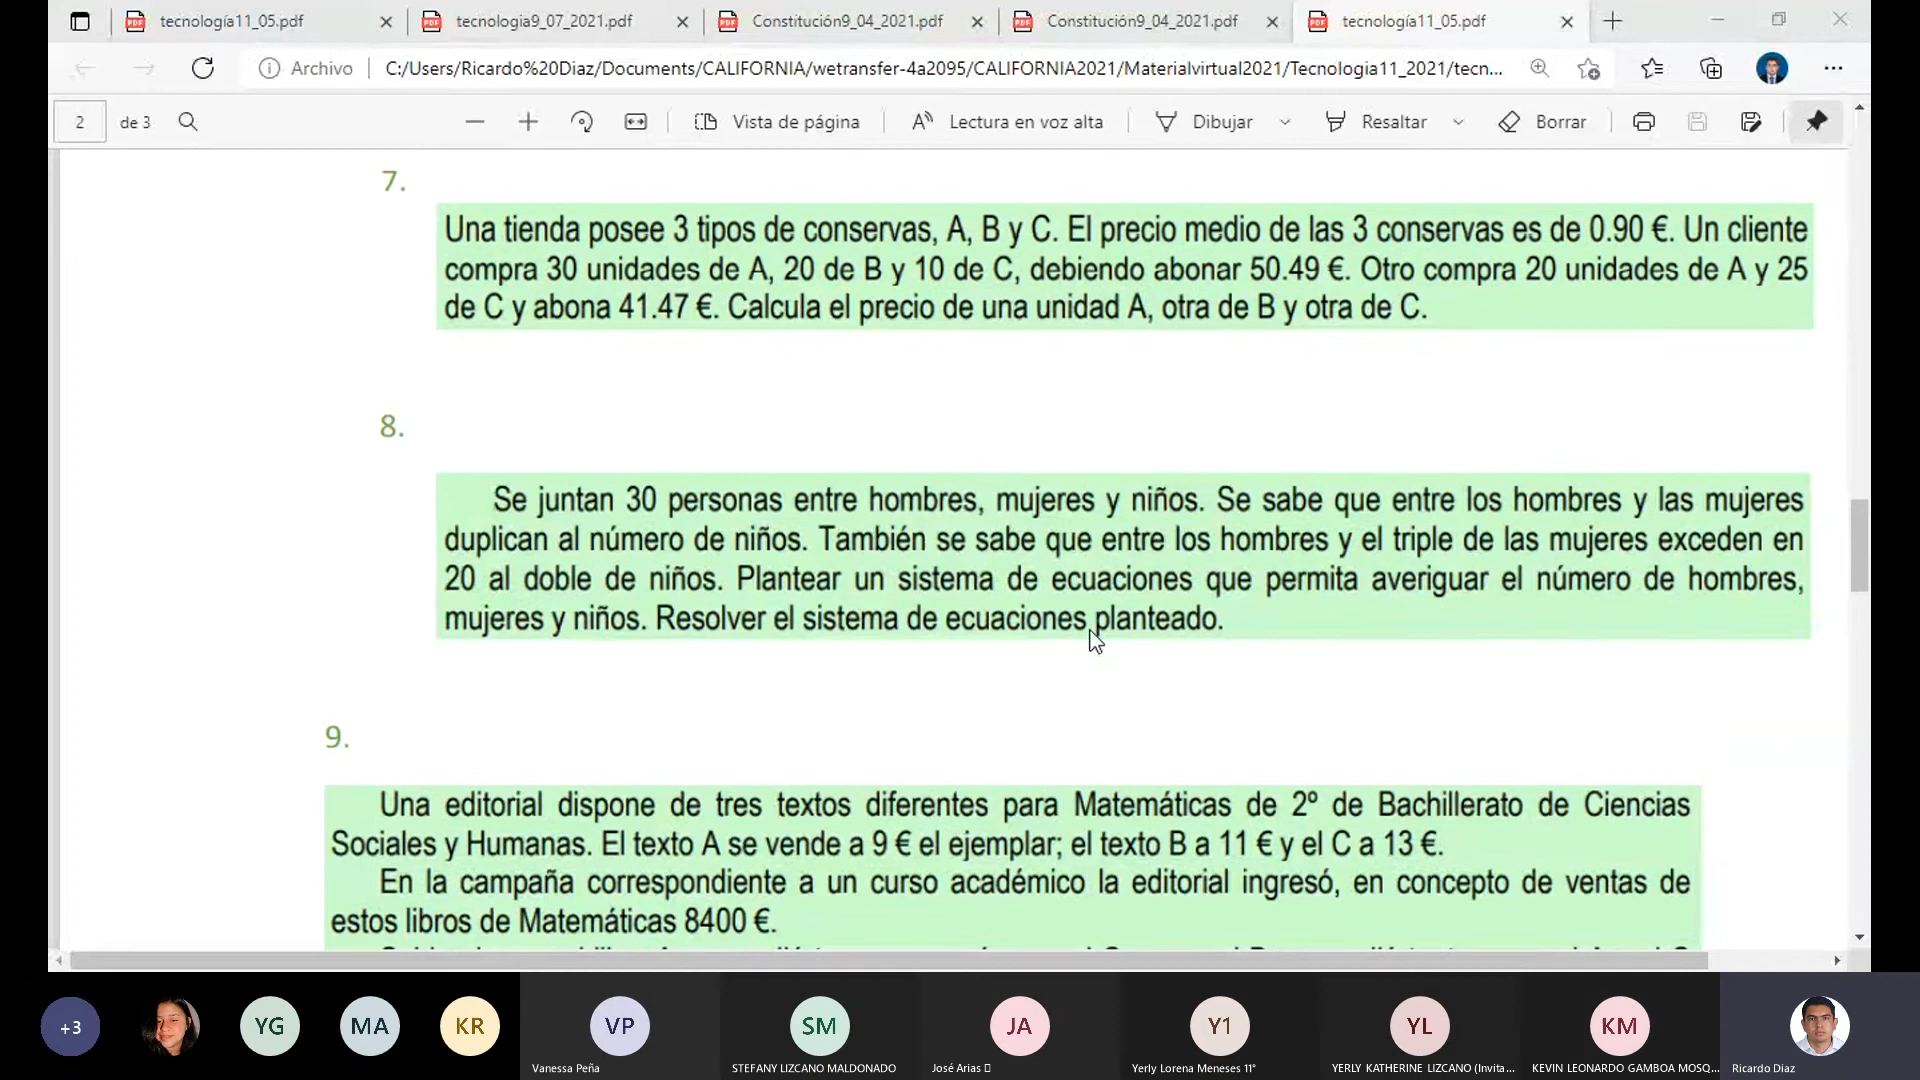 tecnología11_05.pdf
tecnologia9_07_2021.pdf
Constitución9_04_2021.pdf
Constitución9_04_2021.pdf
tecnología11_05.pdf
Archivo
C:/Users/Ricardo%20Diaz/Documents/CALIFORNIA/wetransfer-4a2095/CALIFORNIA2021/Materialvirtual2021/Tecnologia11_2021/tecn...
2 de 3
Vista de página
Lectura en voz alta
Dibujar
Resaltar
Borrar
7.
Una tienda posee 3 tipos de conservas, A, B y C. El precio medio de las 3 conservas es de 0.90 €. Un cliente
compra 30 unidades de A, 20 de B y 10 de C, debiendo abonar 50.49 €. Otro compra 20 unidades de A y 25
de C y abona 41.47 €. Calcula el precio de una unidad A, otra de B y otra de C.
8.
Se juntan 30 personas entre hombres, mujeres y niños. Se sabe que entre los hombres y las mujeres
duplican al número de niños. También se sabe que entre los hombres y el triple de las mujeres exceden en
20 al doble de niños. Plantear un sistema de ecuaciones que permita averiguar el número de hombres,
mujeres y niños. Resolver el sistema de ecuaciones planteado.
9.
Una editorial dispone de tres textos diferentes para Matemáticas de 2º de Bachillerato de Ciencias
Sociales y Humanas. El texto A se vende a 9 € el ejemplar; el texto B a 11 € y el C a 13 €.
En la campaña correspondiente a un curso académico la editorial ingresó, en concepto de ventas de
estos libros de Matemáticas 8400 €.
+3
YG
MA
KR
VP
SM
JA
Y1
YL
KM
Vanessa Peña
STEFANY LIZCANO MALDONADO
José Arias
Yerly Lorena Meneses 11°
YERLY KATHERINE LIZCANO (Invita...
KEVIN LEONARDO GAMBOA MOSQ...
Ricardo Diaz